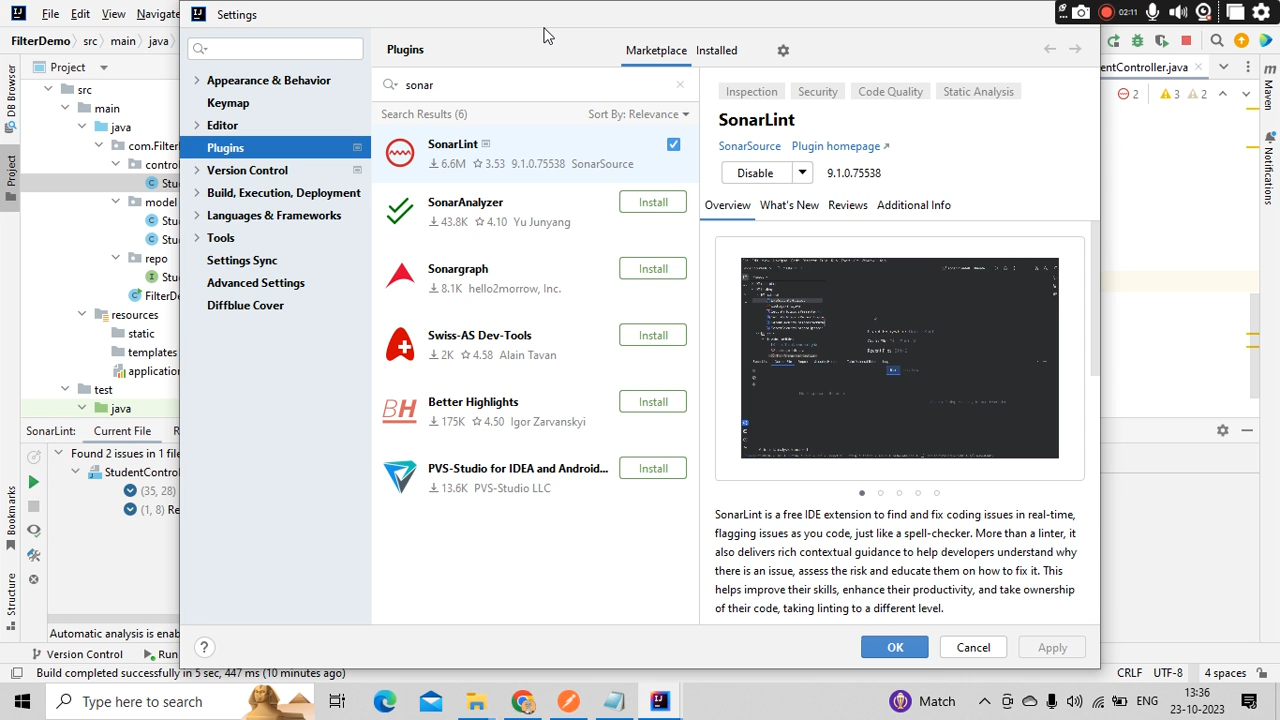 File Edit View Navigate
Settings
02:11
FilterDemo src main java
Plugins
Marketplace
Installed
Project
ntController.java
2 3 2
src
main
java
com.Filter
control
Stu
model
Stu
Stu
repo
Stu
FilterDe
resources
static
templates
application
test
java
DB Browser
Project
Bookmarks
Structure
Maven
Notifications
Appearance & Behavior
Keymap
Editor
Plugins
Version Control
Build, Execution, Deployment
Languages & Frameworks
Tools
Settings Sync
Advanced Settings
Diffblue Cover
sonar
Search Results (6)
Sort By: Relevance
SonarLint
6.6M 3.53 9.1.0.75538 SonarSource
SonarAnalyzer
Install
43.8K 4.10 Yu Junyang
Sonargraph
Install
8.1K hello2morrow, Inc.
Swiss-AS Dev-Tools
Install
2K 4.58 Alain Tavan
Better Highlights
Install
175K 4.50 Igor Zarvanskyi
PVS-Studio for IDEA and Android...
Install
13.6K PVS-Studio LLC
Inspection Security Code Quality Static Analysis
SonarLint
SonarSource Plugin homepage
Disable 9.1.0.75538
Overview What's New Reviews Additional Info
SonarLint is a free IDE extension to find and fix coding issues in real-time,
flagging issues as you code, just like a spell-checker. More than a linter, it
also delivers rich contextual guidance to help developers understand why
there is an issue, assess the risk and educate them on how to fix it. This
helps improve their skills, enhance their productivity, and take ownership
of their code, taking linting to a different level.
SonarLint: Current File R
Found 2 issues in 1 file
StudentContro
(35, 28)
(1, 8) Re
Automatic analysis is enab
OK
Cancel
Apply
Version Control Run
Build completed successfully in 5 sec, 447 ms (10 minutes ago)
CRLF UTF-8 4 spaces
Type here to search
Match
ENG
13:36
23-10-2023